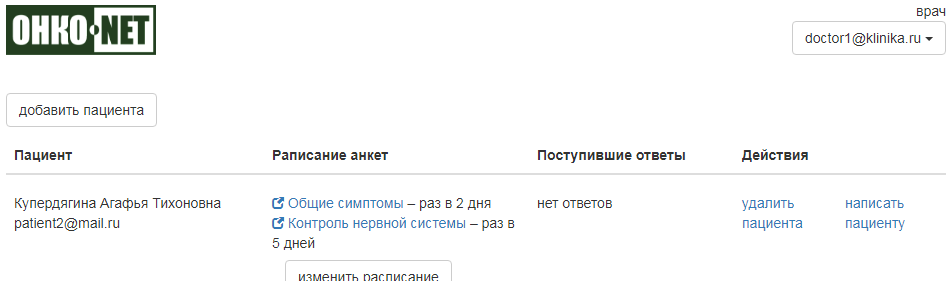 ОНКО·NET
врач
doctor1@klinika.ru
добавить пациента
Пациент Раписание анкет Поступившие ответы Действия
Купердягина Агафья Тихоновна Общие симптомы – раз в 2 дня нет ответов удалить написать
patient2@mail.ru Контроль нервной системы – раз в пациента пациенту
5 дней
изменить расписание